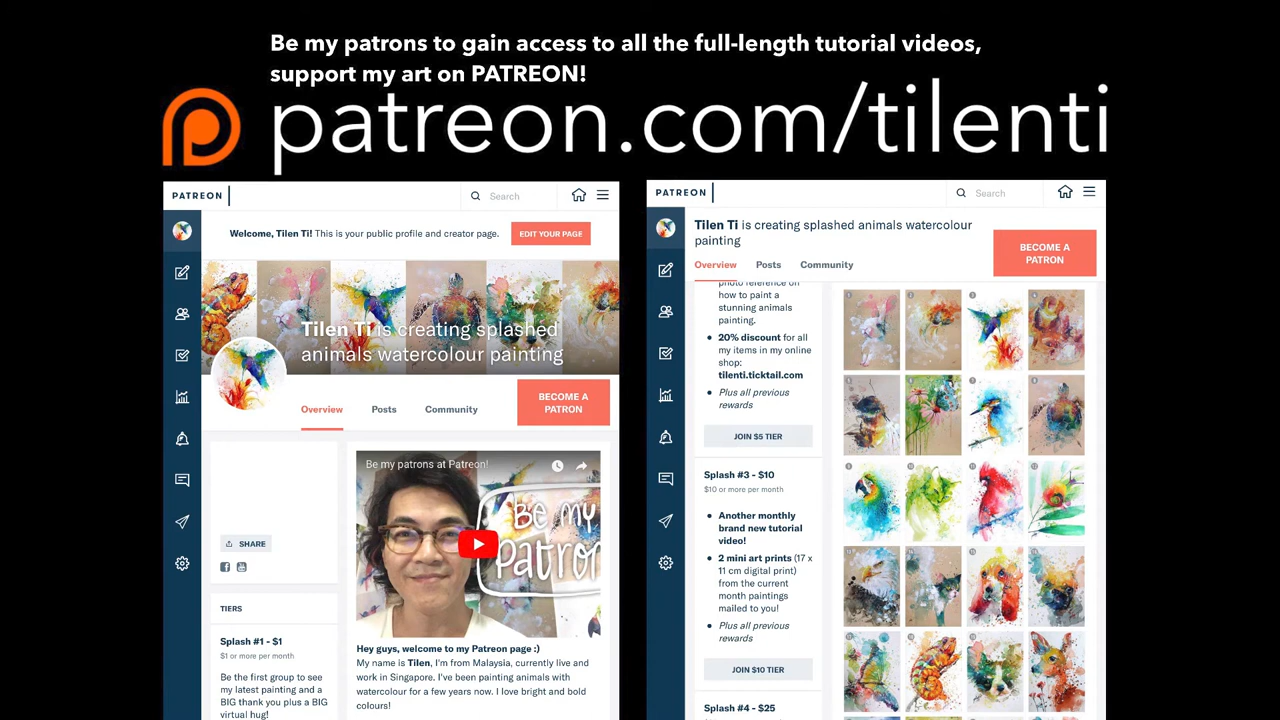 Be my patrons to gain access to all the full-length tutorial videos,
support my art on PATREON!
patreon.com/tilenti
PATREON
Search
Welcome, Tilen Ti! This is your public profile and creator page.
EDIT YOUR PAGE
Tilen Ti is creating splashed
animals watercolour painting
Overview
Posts
Community
BECOME A
PATRON
SHARE
TIERS
Splash #1 - $1
$1 or more per month
Be the first group to see
my latest painting and a
BIG thank you plus a BIG
virtual hug!
Be my patrons at Patreon!
Be my
Patron
Hey guys, welcome to my Patreon page :)
My name is Tilen, I'm from Malaysia, currently live and
work in Singapore. I've been painting animals with
watercolour for a few years now. I love bright and bold
colours!
PATREON
Search
Tilen Ti is creating splashed animals watercolour
painting
BECOME A
PATRON
Overview
Posts
Community
photo reference on
how to paint a
stunning animals
painting.
20% discount for all
my items in my online
shop:
tilenti.ticktail.com
Plus all previous
rewards
JOIN $5 TIER
Splash #3 - $10
$10 or more per month
Another monthly
brand new tutorial
video!
2 mini art prints (17 x
11 cm digital print)
from the current
month paintings
mailed to you!
Plus all previous
rewards
JOIN $10 TIER
Splash #4 - $25